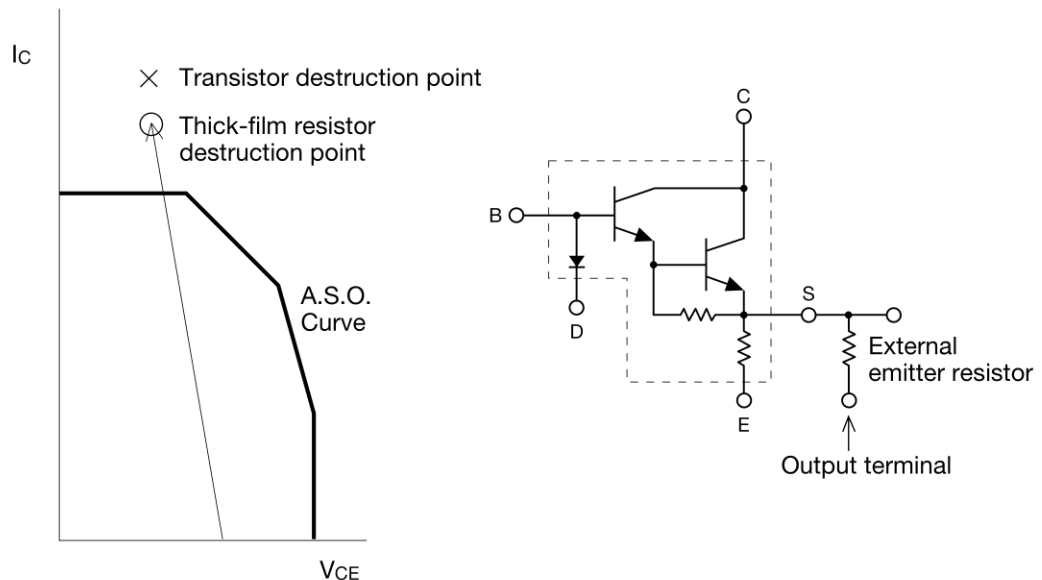 IC
Transistor destruction point
Thick-film resistor
destruction point
A.S.O.
Curve
VCE
C
B
D
S
E
External
emitter resistor
Output terminal